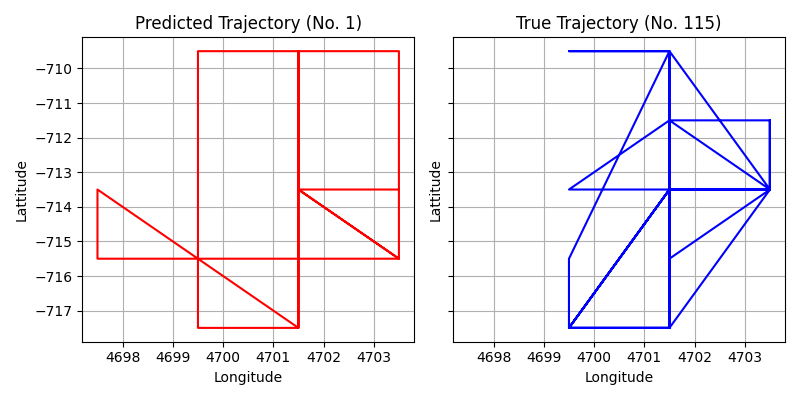 Predicted Trajectory (No. 1)
True Trajectory (No. 115)
−710
−711
−712
−713
−714
−715
−716
−717
Lattitude
Lattitude
4698 4699 4700 4701 4702 4703
4698 4699 4700 4701 4702 4703
Longitude
Longitude